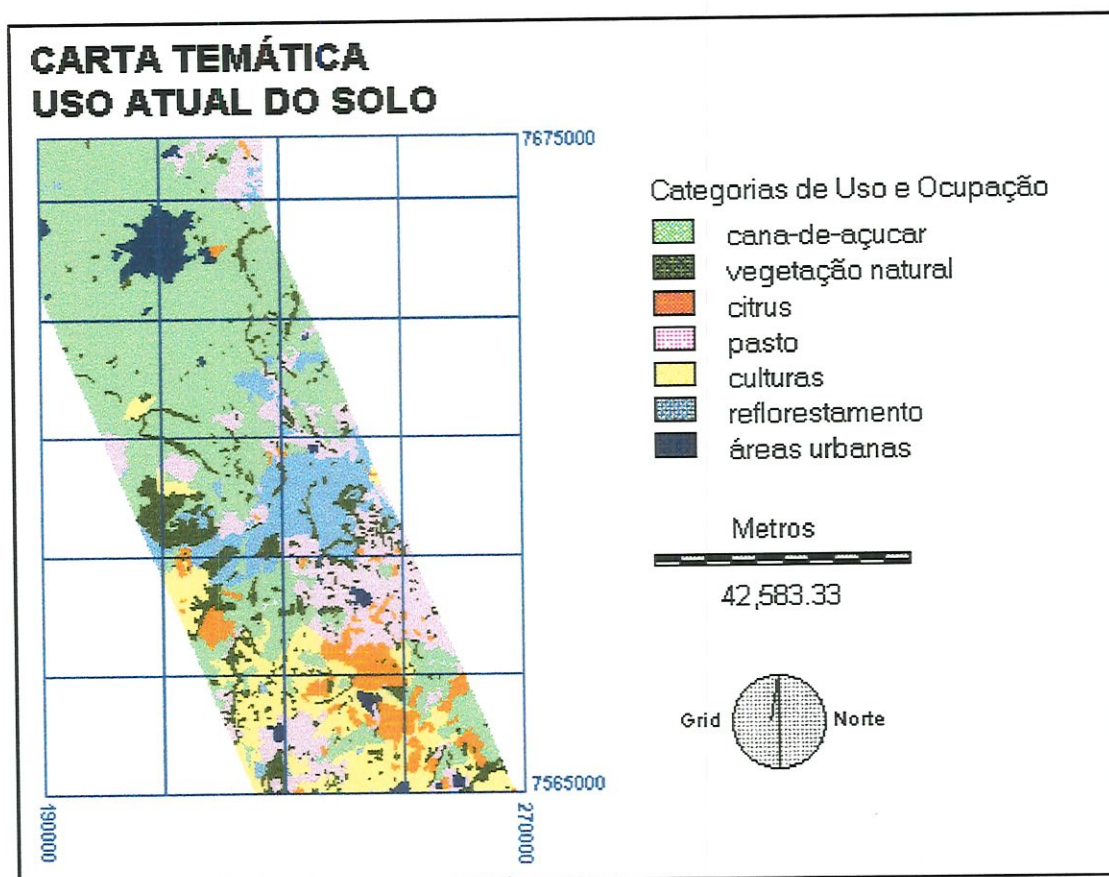 CARTA TEMÁTICA
USO ATUAL DO SOLO
7675000
Categorias de Uso e Ocupação
cana-de-açucar
vegetação natural
citrus
pasto
culturas
reflorestamento
áreas urbanas
Metros
42,583.33
Grid Norte
7565000
190000
270000